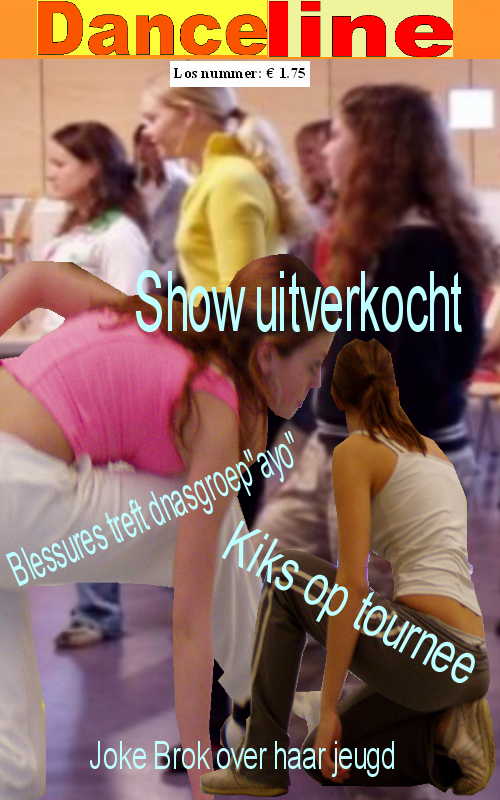 Danceline
Los nummer: € 1.75
Show uitverkocht
Blessures treft dnasgroep"ayo"
Kiks op tournee
Joke Brok over haar jeugd